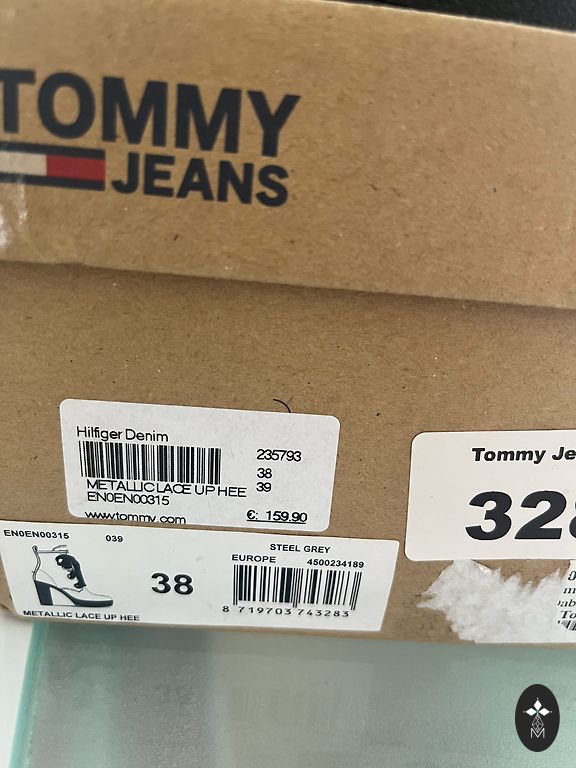 TOMMY
JEANS
Hilfiger Denim
235793
38
METALLIC LACE UP HEE 39
EN0EN00315
www.tommy.com
€: 159.90
Tommy Je
328
EN0EN00315
039
STEEL GREY
EUROPE 4500234189
38
8 719703 743283
METALLIC LACE UP HEE
To
M